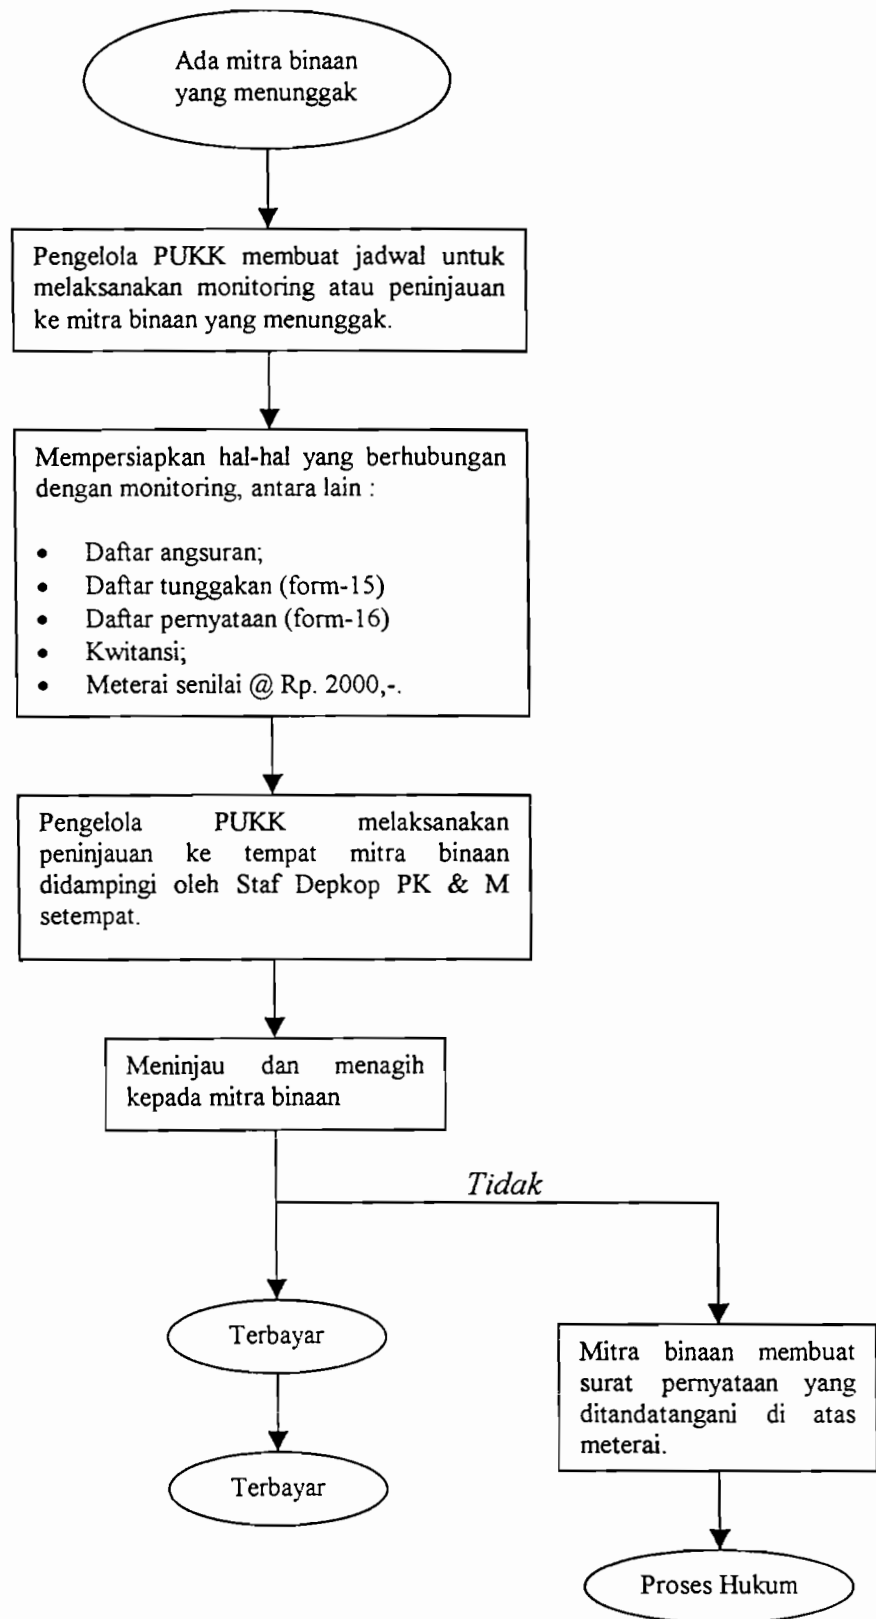 Ada mitra binaan
yang menunggak
Pengelola PUKK membuat jadwal untuk
melaksanakan monitoring atau peninjauan
ke mitra binaan yang menunggak.
Mempersiapkan hal-hal yang berhubungan
dengan monitoring, antara lain :
• Daftar angsuran;
• Daftar tunggakan (form-15)
• Daftar pernyataan (form-16)
• Kwitansi;
• Meterai senilai @ Rp. 2000,-.
Pengelola PUKK melaksanakan
peninjauan ke tempat mitra binaan
didampingi oleh Staf Depkop PK & M
setempat.
Meninjau dan menagih
kepada mitra binaan
Tidak
Terbayar
Mitra binaan membuat
surat pernyataan yang
ditandatangani di atas
meterai.
Terbayar
Proses Hukum